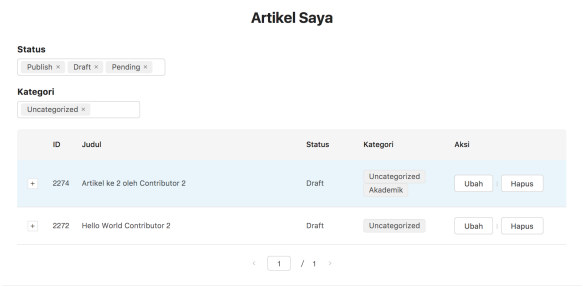 Artikel Saya
Status
Publish × Draft × Pending ×
Kategori
Uncategorized ×
ID Judul Status Kategori Aksi
+ 2274 Artikel ke 2 oleh Contributor 2 Draft Uncategorized Akademik Ubah Hapus
+ 2272 Hello World Contributor 2 Draft Uncategorized Ubah Hapus
< 1 / 1 >